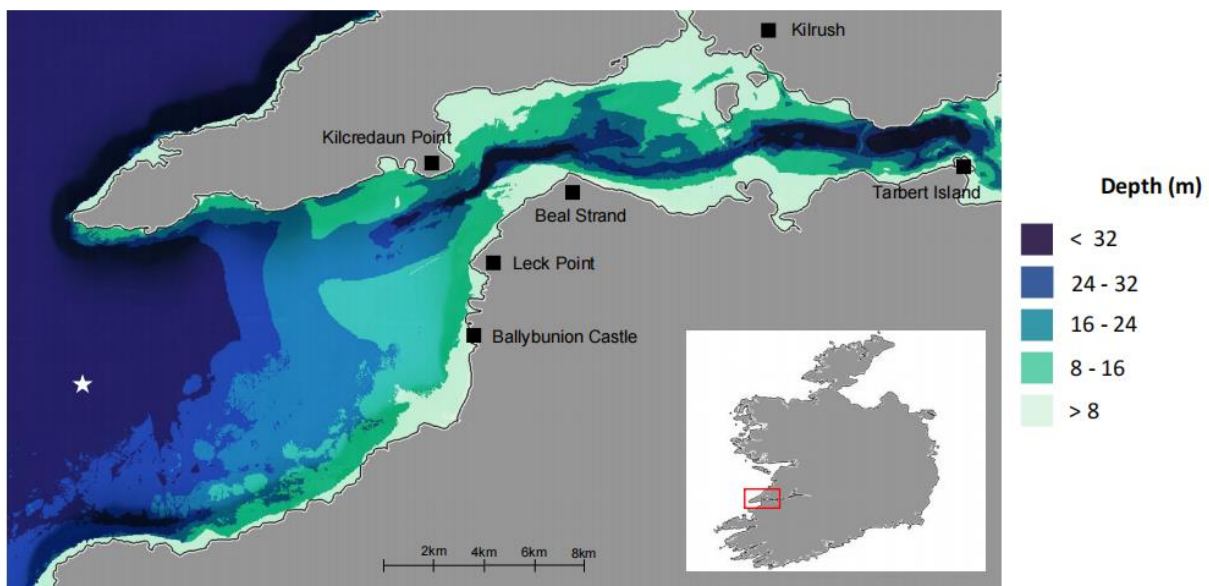 Kilrush
Kilcredaun Point
Tarbert Island
Beal Strand
Leck Point
Ballybunion Castle
2km 4km 6km 8km
Depth (m)
< 32
24 - 32
16 - 24
8 - 16
> 8